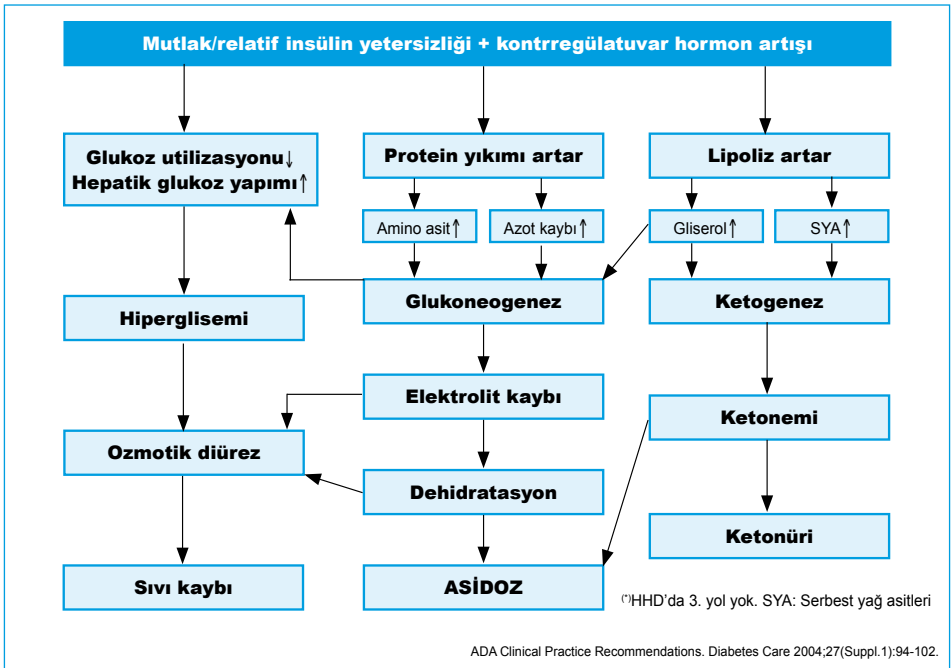 Mutlak/relatif insülin yetersizliği + kontrregülatuvar hormon artışı
Glukoz utilizasyonu↓
Hepatik glukoz yapımı↑
Protein yıkımı artar
Lipoliz artar
Amino asit↑
Azot kaybı↑
Gliserol↑
SYA↑
Glukoneogenez
Ketogenez
Hiperglisemi
Elektrolit kaybı
Ketonemi
Ozmotik diürez
Dehidratasyon
Ketonüri
Sıvı kaybı
ASİDOZ
(*)HHD'da 3. yol yok. SYA: Serbest yağ asitleri
ADA Clinical Practice Recommendations. Diabetes Care 2004;27(Suppl.1):94-102.